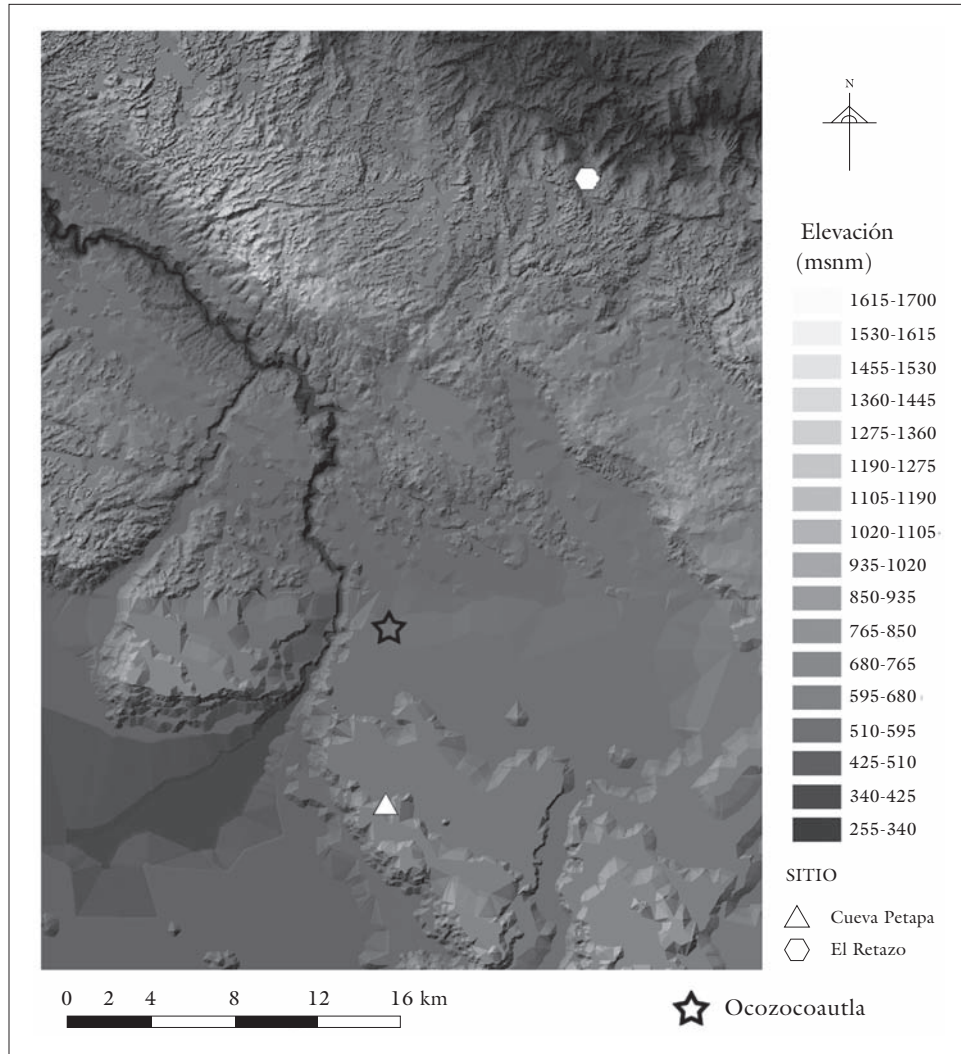 N
Elevación
(msnm)
1615-1700
1530-1615
1455-1530
1360-1445
1275-1360
1190-1275
1105-1190
1020-1105
935-1020
850-935
765-850
680-765
595-680
510-595
425-510
340-425
255-340
SITIO
Cueva Petapa
El Retazo
0 2 4 8 12 16 km
Ocozocoautla